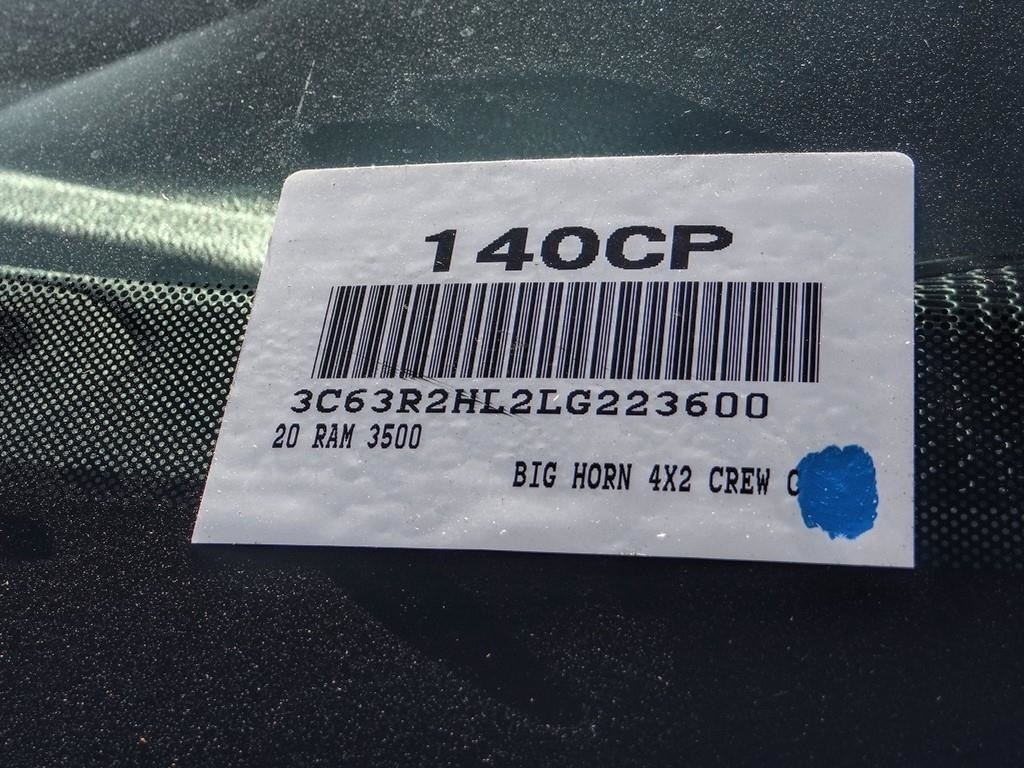 140CP
3C63R2HL2LG223600
20 RAM 3500
BIG HORN 4X2 CREW